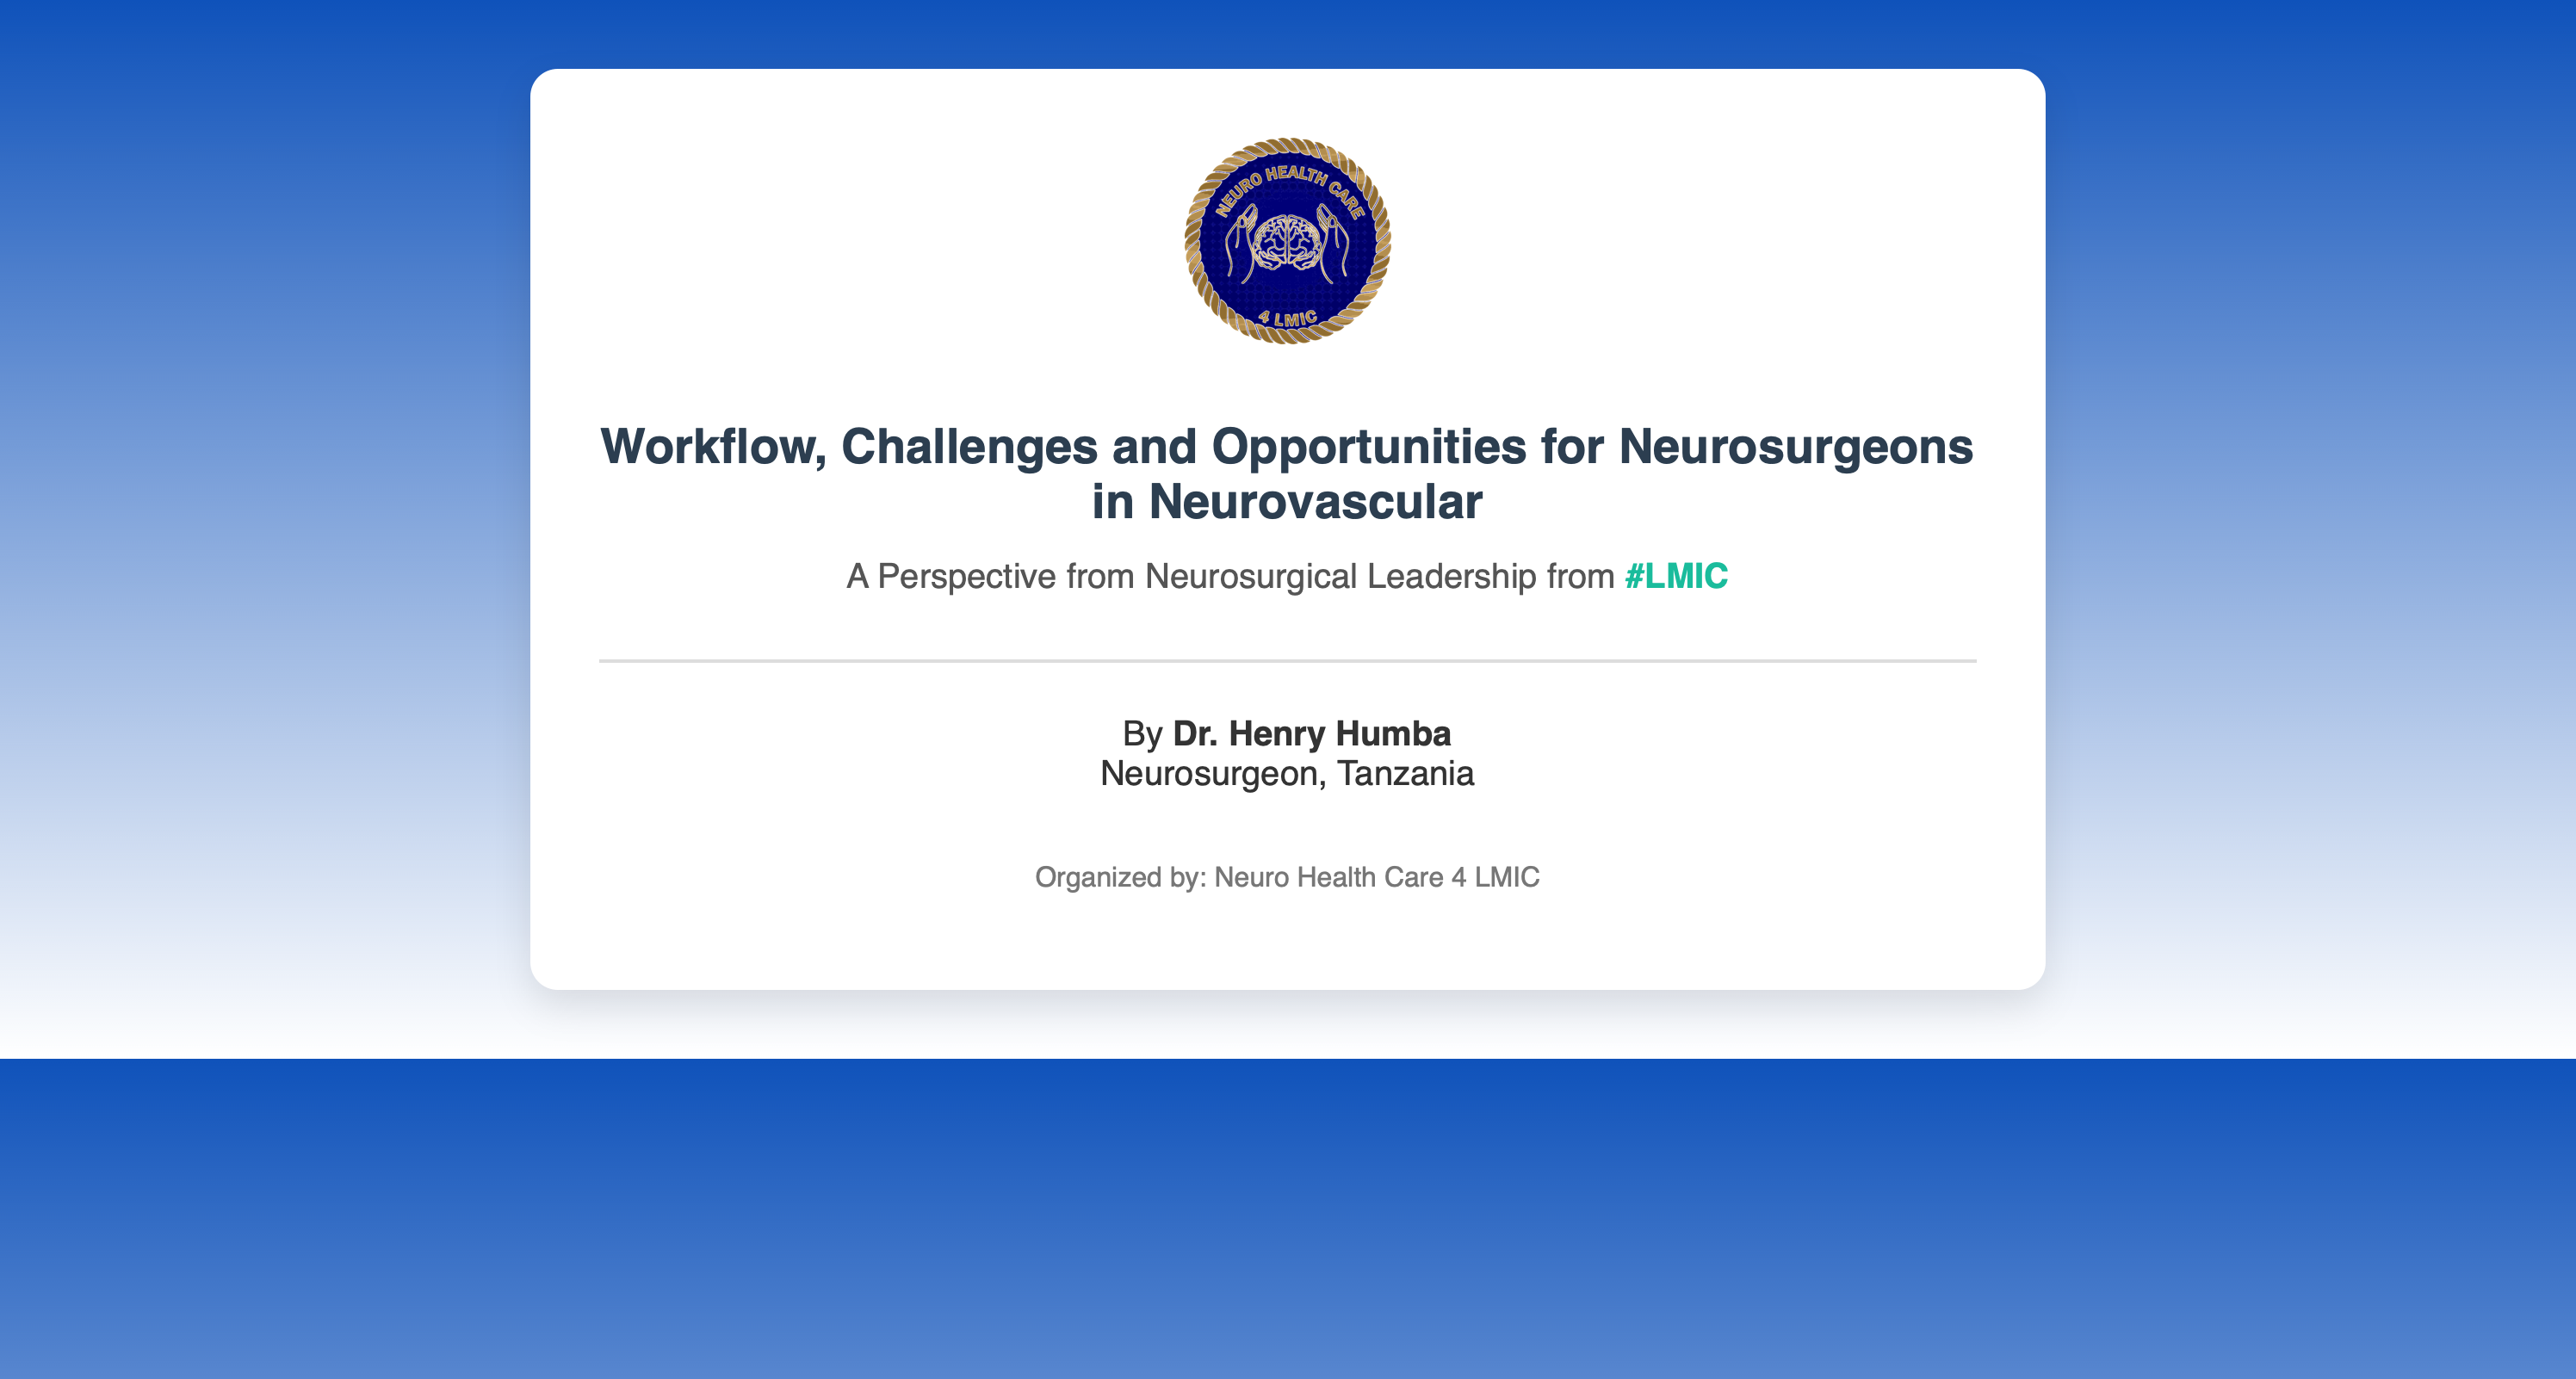 NEURO HEALTH CARE
4 LMIC
Workflow, Challenges and Opportunities for Neurosurgeons
in Neurovascular
A Perspective from Neurosurgical Leadership from #LMIC
By Dr. Henry Humba
Neurosurgeon, Tanzania
Organized by: Neuro Health Care 4 LMIC